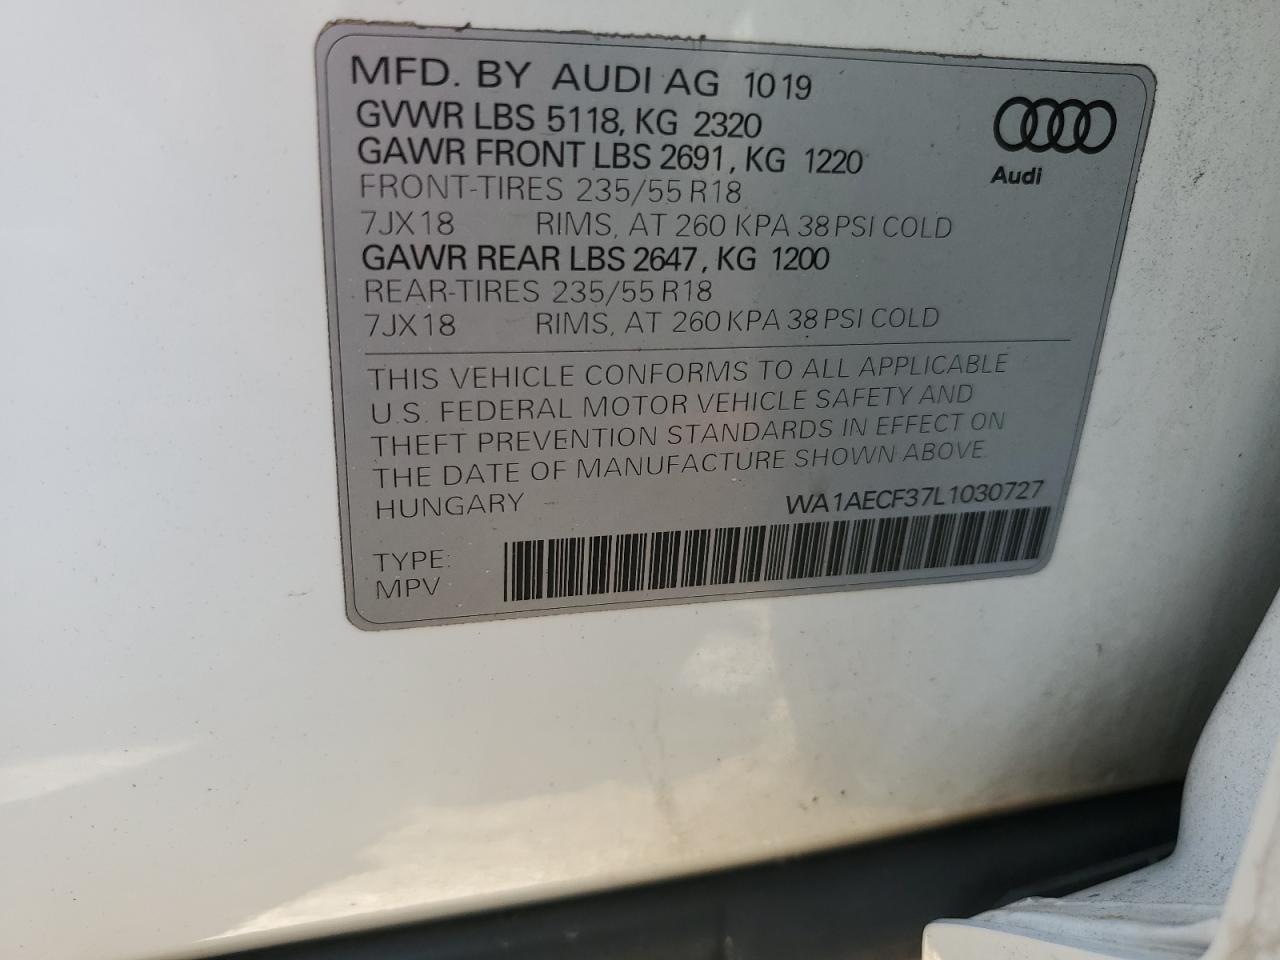 MFD. BY AUDI AG 1019
GVWR LBS 5118, KG 2320
GAWR FRONT LBS 2691, KG 1220
FRONT-TIRES 235/55 R18
7JX18 RIMS, AT 260 KPA 38 PSI COLD
GAWR REAR LBS 2647, KG 1200
REAR-TIRES 235/55 R18
7JX18 RIMS, AT 260 KPA 38 PSI COLD
Audi
THIS VEHICLE CONFORMS TO ALL APPLICABLE
U.S. FEDERAL MOTOR VEHICLE SAFETY AND
THEFT PREVENTION STANDARDS IN EFFECT ON
THE DATE OF MANUFACTURE SHOWN ABOVE.
HUNGARY WA1AECF37L1030727
TYPE:
MPV